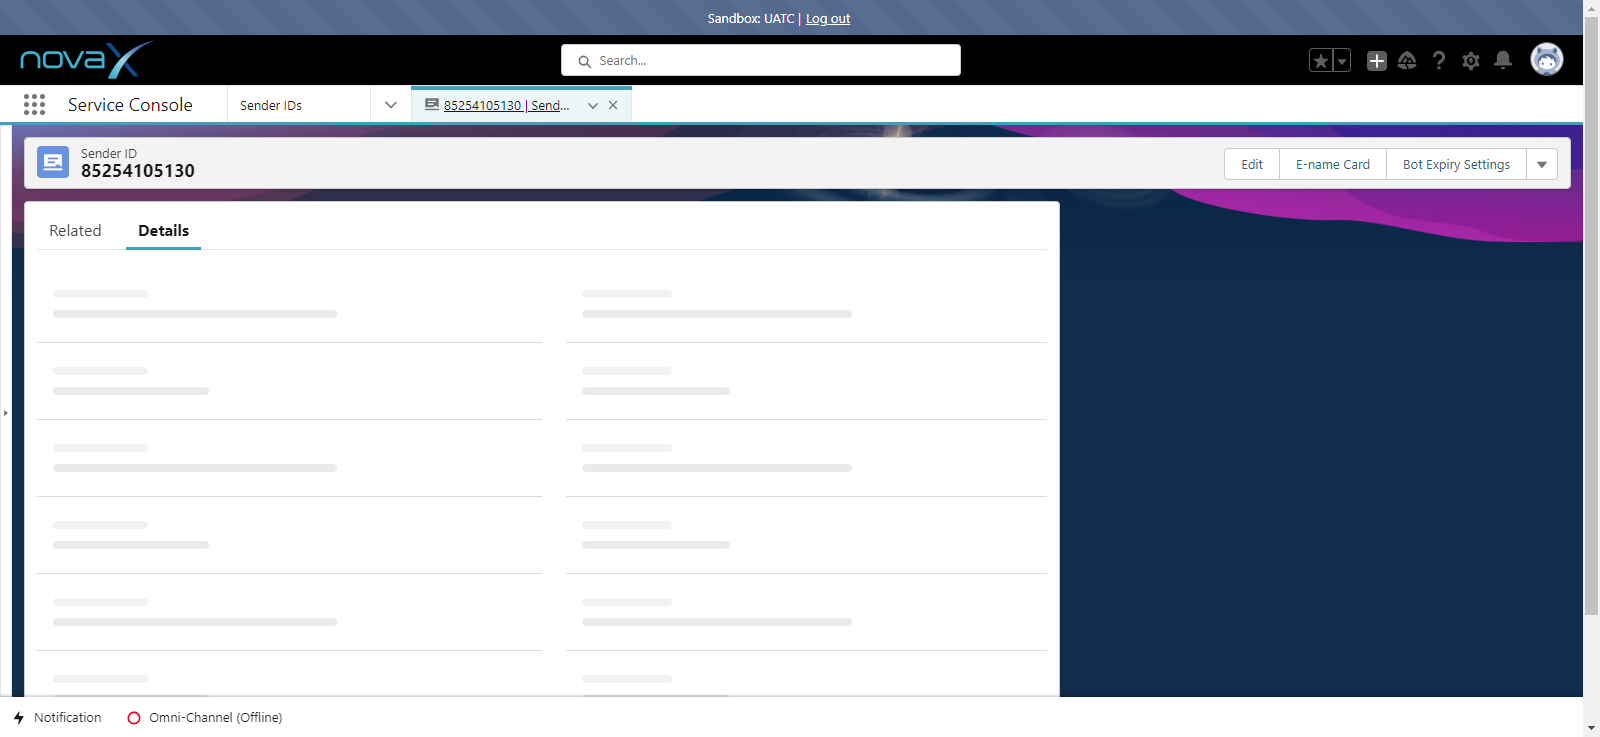 Sandbox: UATC | Log out
novaX
Search...
Service Console
Sender IDs
85254105130 | Send...
Sender ID
85254105130
Edit
E-name Card
Bot Expiry Settings
Related
Details
Notification
Omni-Channel (Offline)